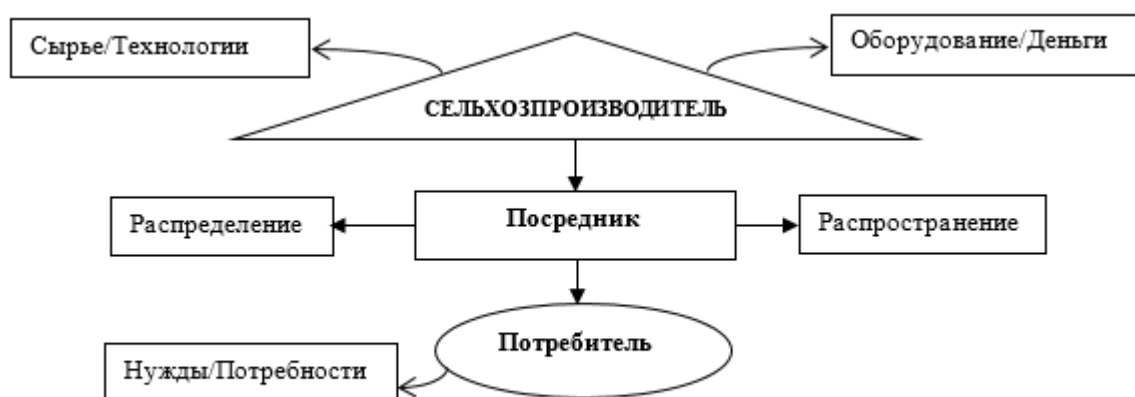 Сырье/Технологии
Оборудование/Деньги
СЕЛЬХОЗПРОИЗВОДИТЕЛЬ
Распределение
Посредник
Распространение
Потребитель
Нужды/Потребности